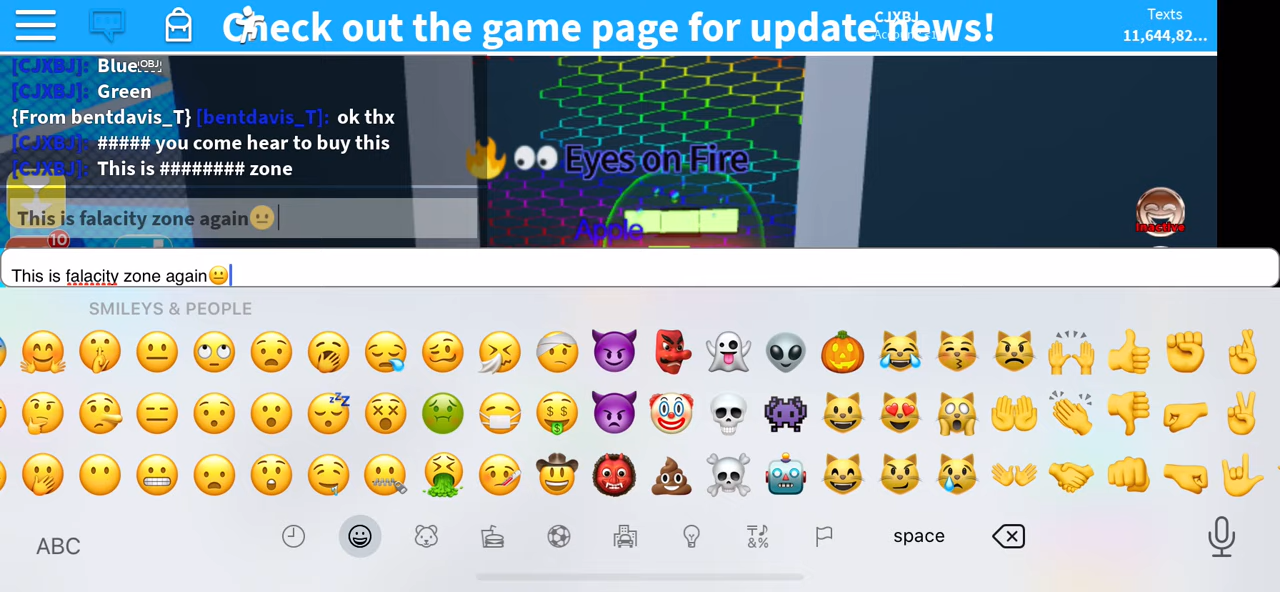 Check out the game page for update news!
CJXBJ
Texts
11,644,82...
[CJXBJ]: Blue
[CJXBJ]: Green
{From bentdavis_T} [bentdavis_T]: ok thx
[CJXBJ]: ##### you come hear to buy this
[CJXBJ]: This is ######## zone
🔥👀 Eyes on Fire
This is falacity zone again😐
Apole
Inactive
10
This is falacity zone again😐
SMILEYS & PEOPLE
ABC
space